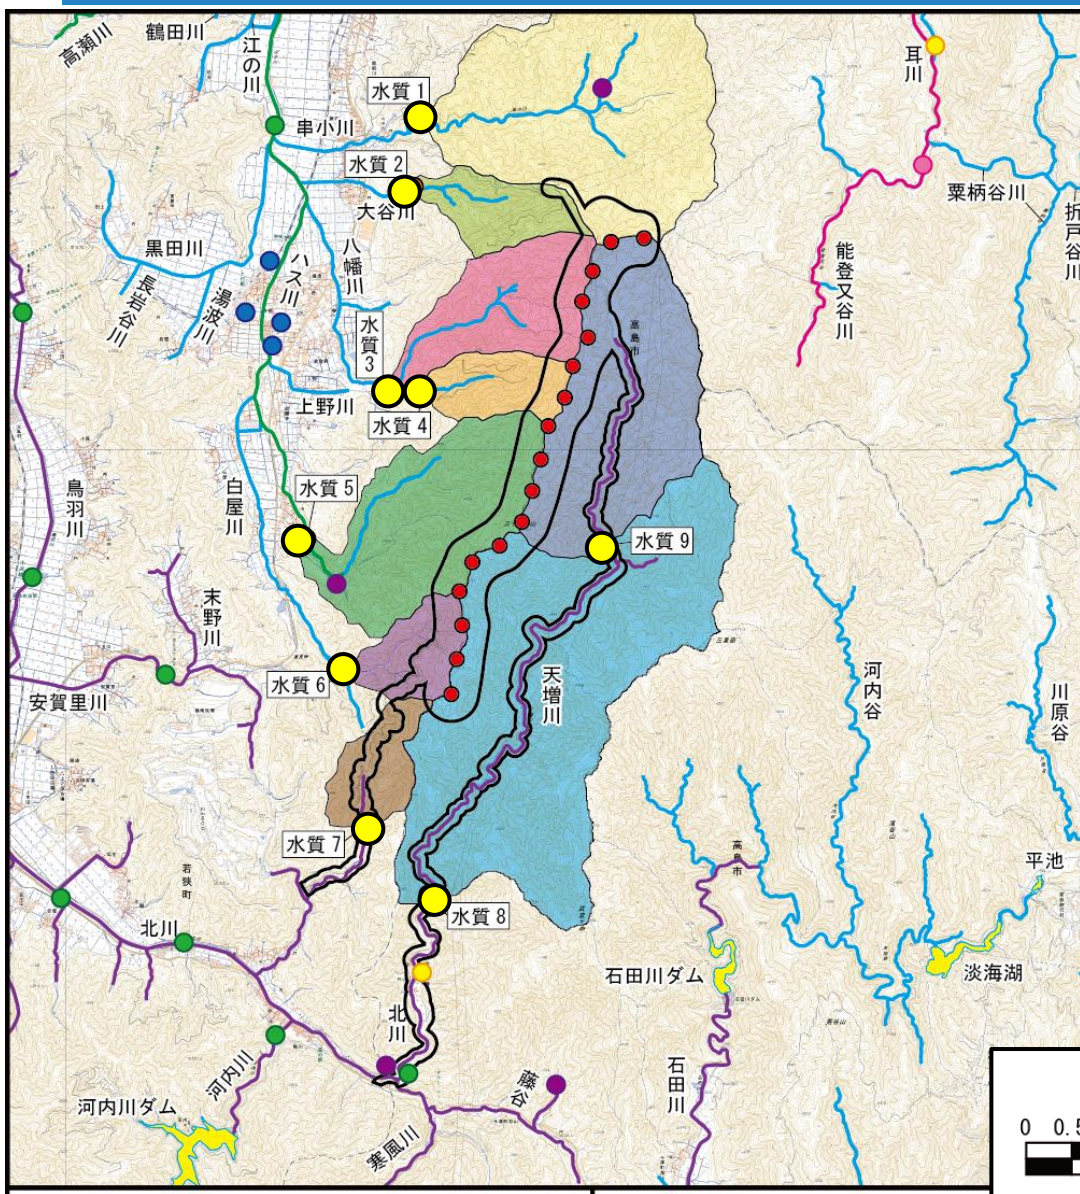 高瀬川
鶴田川
江の川
耳川
水質1
串小川
水質2
大谷川
粟柄谷川
折戸谷川
黒田川
長岩谷川
湯波川
ハス川
八幡川
能登又谷川
高島市
水質3
上野川
水質4
鳥羽川
白屋川
水質5
水質9
末野川
三重嶽
水質6
天増川
河内谷
川原谷
安賀里川
水質7
若狭町
高島市
平池
水質8
北川
石田川ダム
淡海湖
北川
河内川
藤谷
石田川
河内川ダム
寒風川
0 0.5